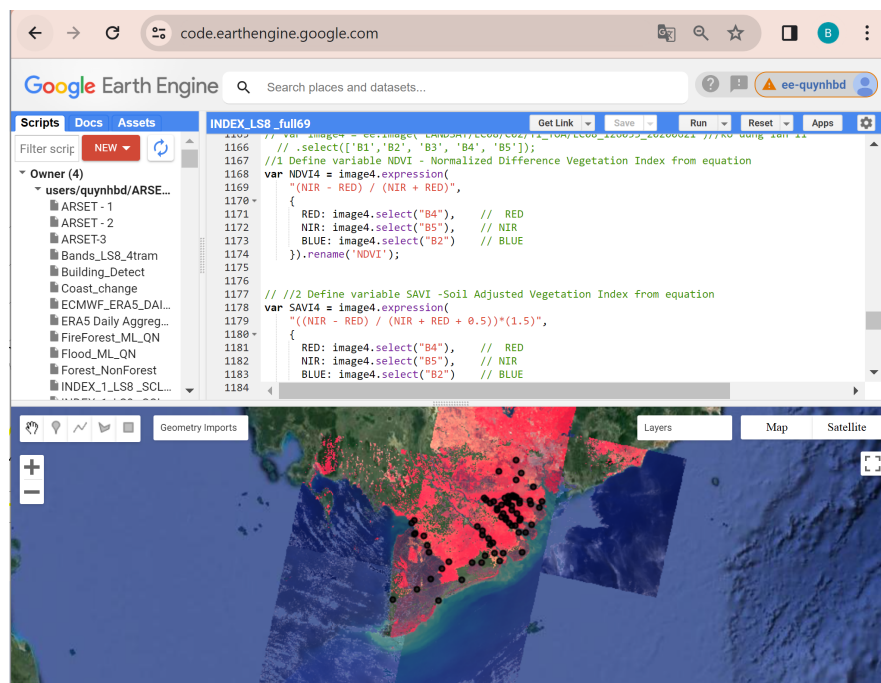 code.earthengine.google.com
B
Google Earth Engine
Search places and datasets...
ee-quynhbd
Scripts Docs Assets
INDEX_LS8 _full69
Get Link Save Run Reset Apps
Filter scrip
NEW
Owner (4)
users/quynhbd/ARSE...
ARSET - 1
ARSET - 2
ARSET-3
Bands_LS8_4tram
Building_Detect
Coast_change
ECMWF_ERA5_DAI...
ERA5 Daily Aggreg...
FireForest_ML_QN
Flood_ML_QN
Forest_NonForest
INDEX_1_LS8 _SCL...
1166 // .select(['B1','B2', 'B3', 'B4', 'B5']);
1167 //1 Define variable NDVI - Normalized Difference Vegetation Index from equation
1168 var NDVI4 = image4.expression(
1169 "(NIR - RED) / (NIR + RED)",
1170 {
1171 RED: image4.select("B4"), // RED
1172 NIR: image4.select("B5"), // NIR
1173 BLUE: image4.select("B2") // BLUE
1174 }).rename('NDVI');
1175
1176
1177 // //2 Define variable SAVI -Soil Adjusted Vegetation Index from equation
1178 var SAVI4 = image4.expression(
1179 "((NIR - RED) / (NIR + RED + 0.5))*(1.5)",
1180 {
1181 RED: image4.select("B4"), // RED
1182 NIR: image4.select("B5"), // NIR
1183 BLUE: image4.select("B2") // BLUE
1184
Geometry Imports
Layers
Map Satellite